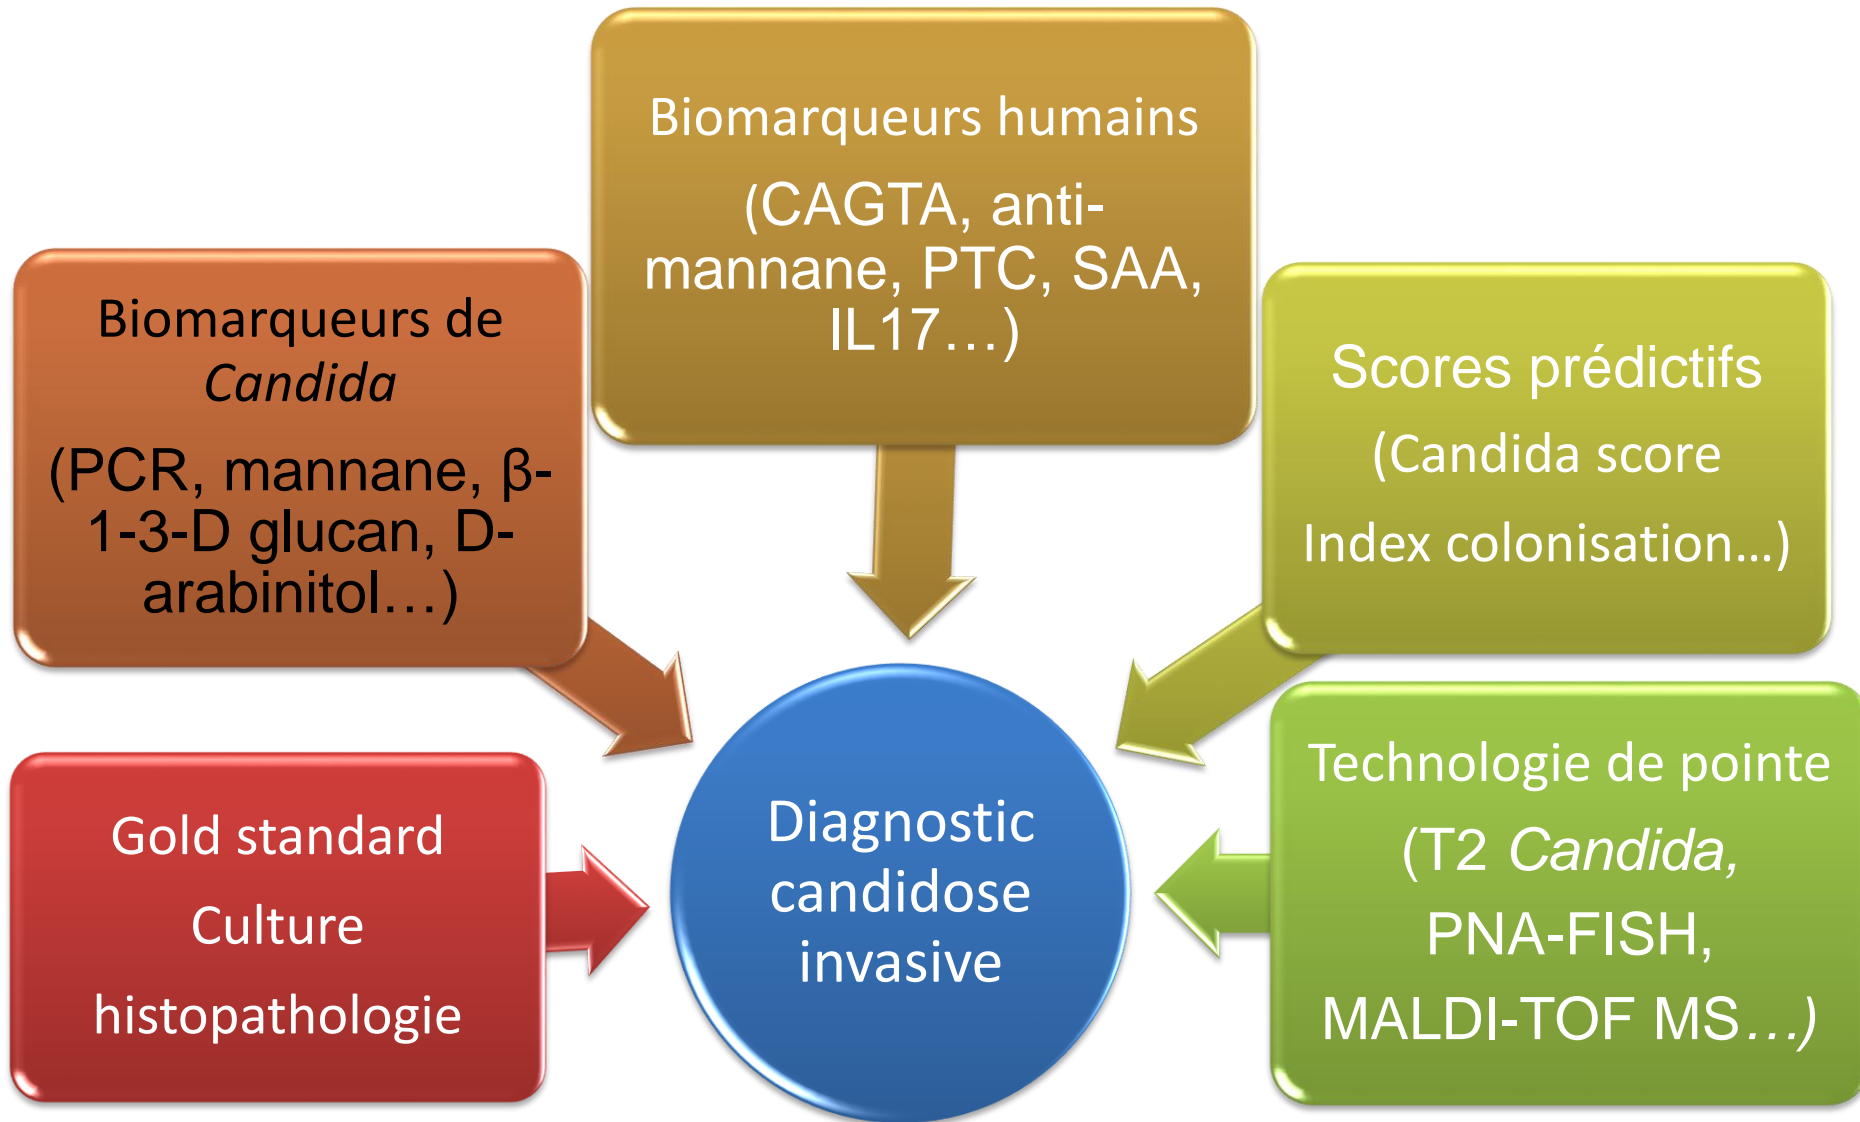 Biomarqueurs humains
(CAGTA, anti-
mannane, PTC, SAA,
IL17…)
Biomarqueurs de
Candida
(PCR, mannane, β-
1-3-D glucan, D-
arabinitol…)
Scores prédictifs
(Candida score
Index colonisation…)
Gold standard
Culture
histopathologie
Diagnostic
candidose
invasive
Technologie de pointe
(T2 Candida,
PNA-FISH,
MALDI-TOF MS…)